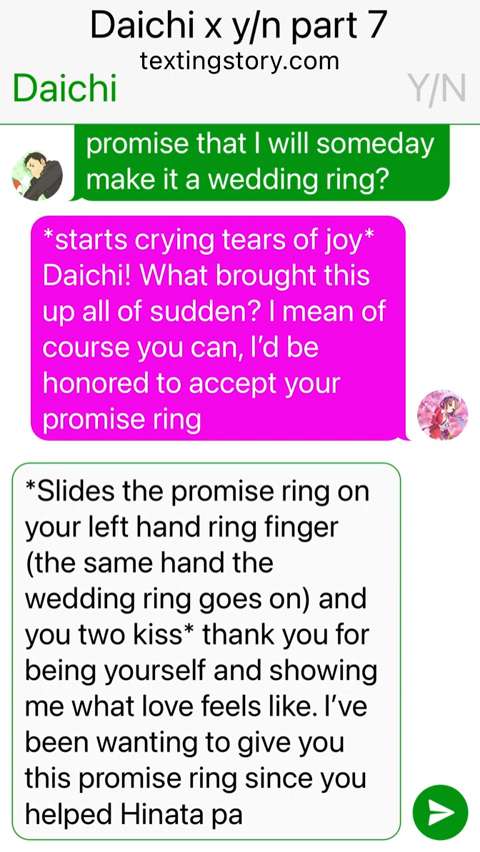 Daichi x y/n part 7
textingstory.com
Daichi
Y/N
promise that I will someday
make it a wedding ring?
*starts crying tears of joy*
Daichi! What brought this
up all of sudden? I mean of
course you can, I’d be
honored to accept your
promise ring
*Slides the promise ring on
your left hand ring finger
(the same hand the
wedding ring goes on) and
you two kiss* thank you for
being yourself and showing
me what love feels like. I’ve
been wanting to give you
this promise ring since you
helped Hinata pa